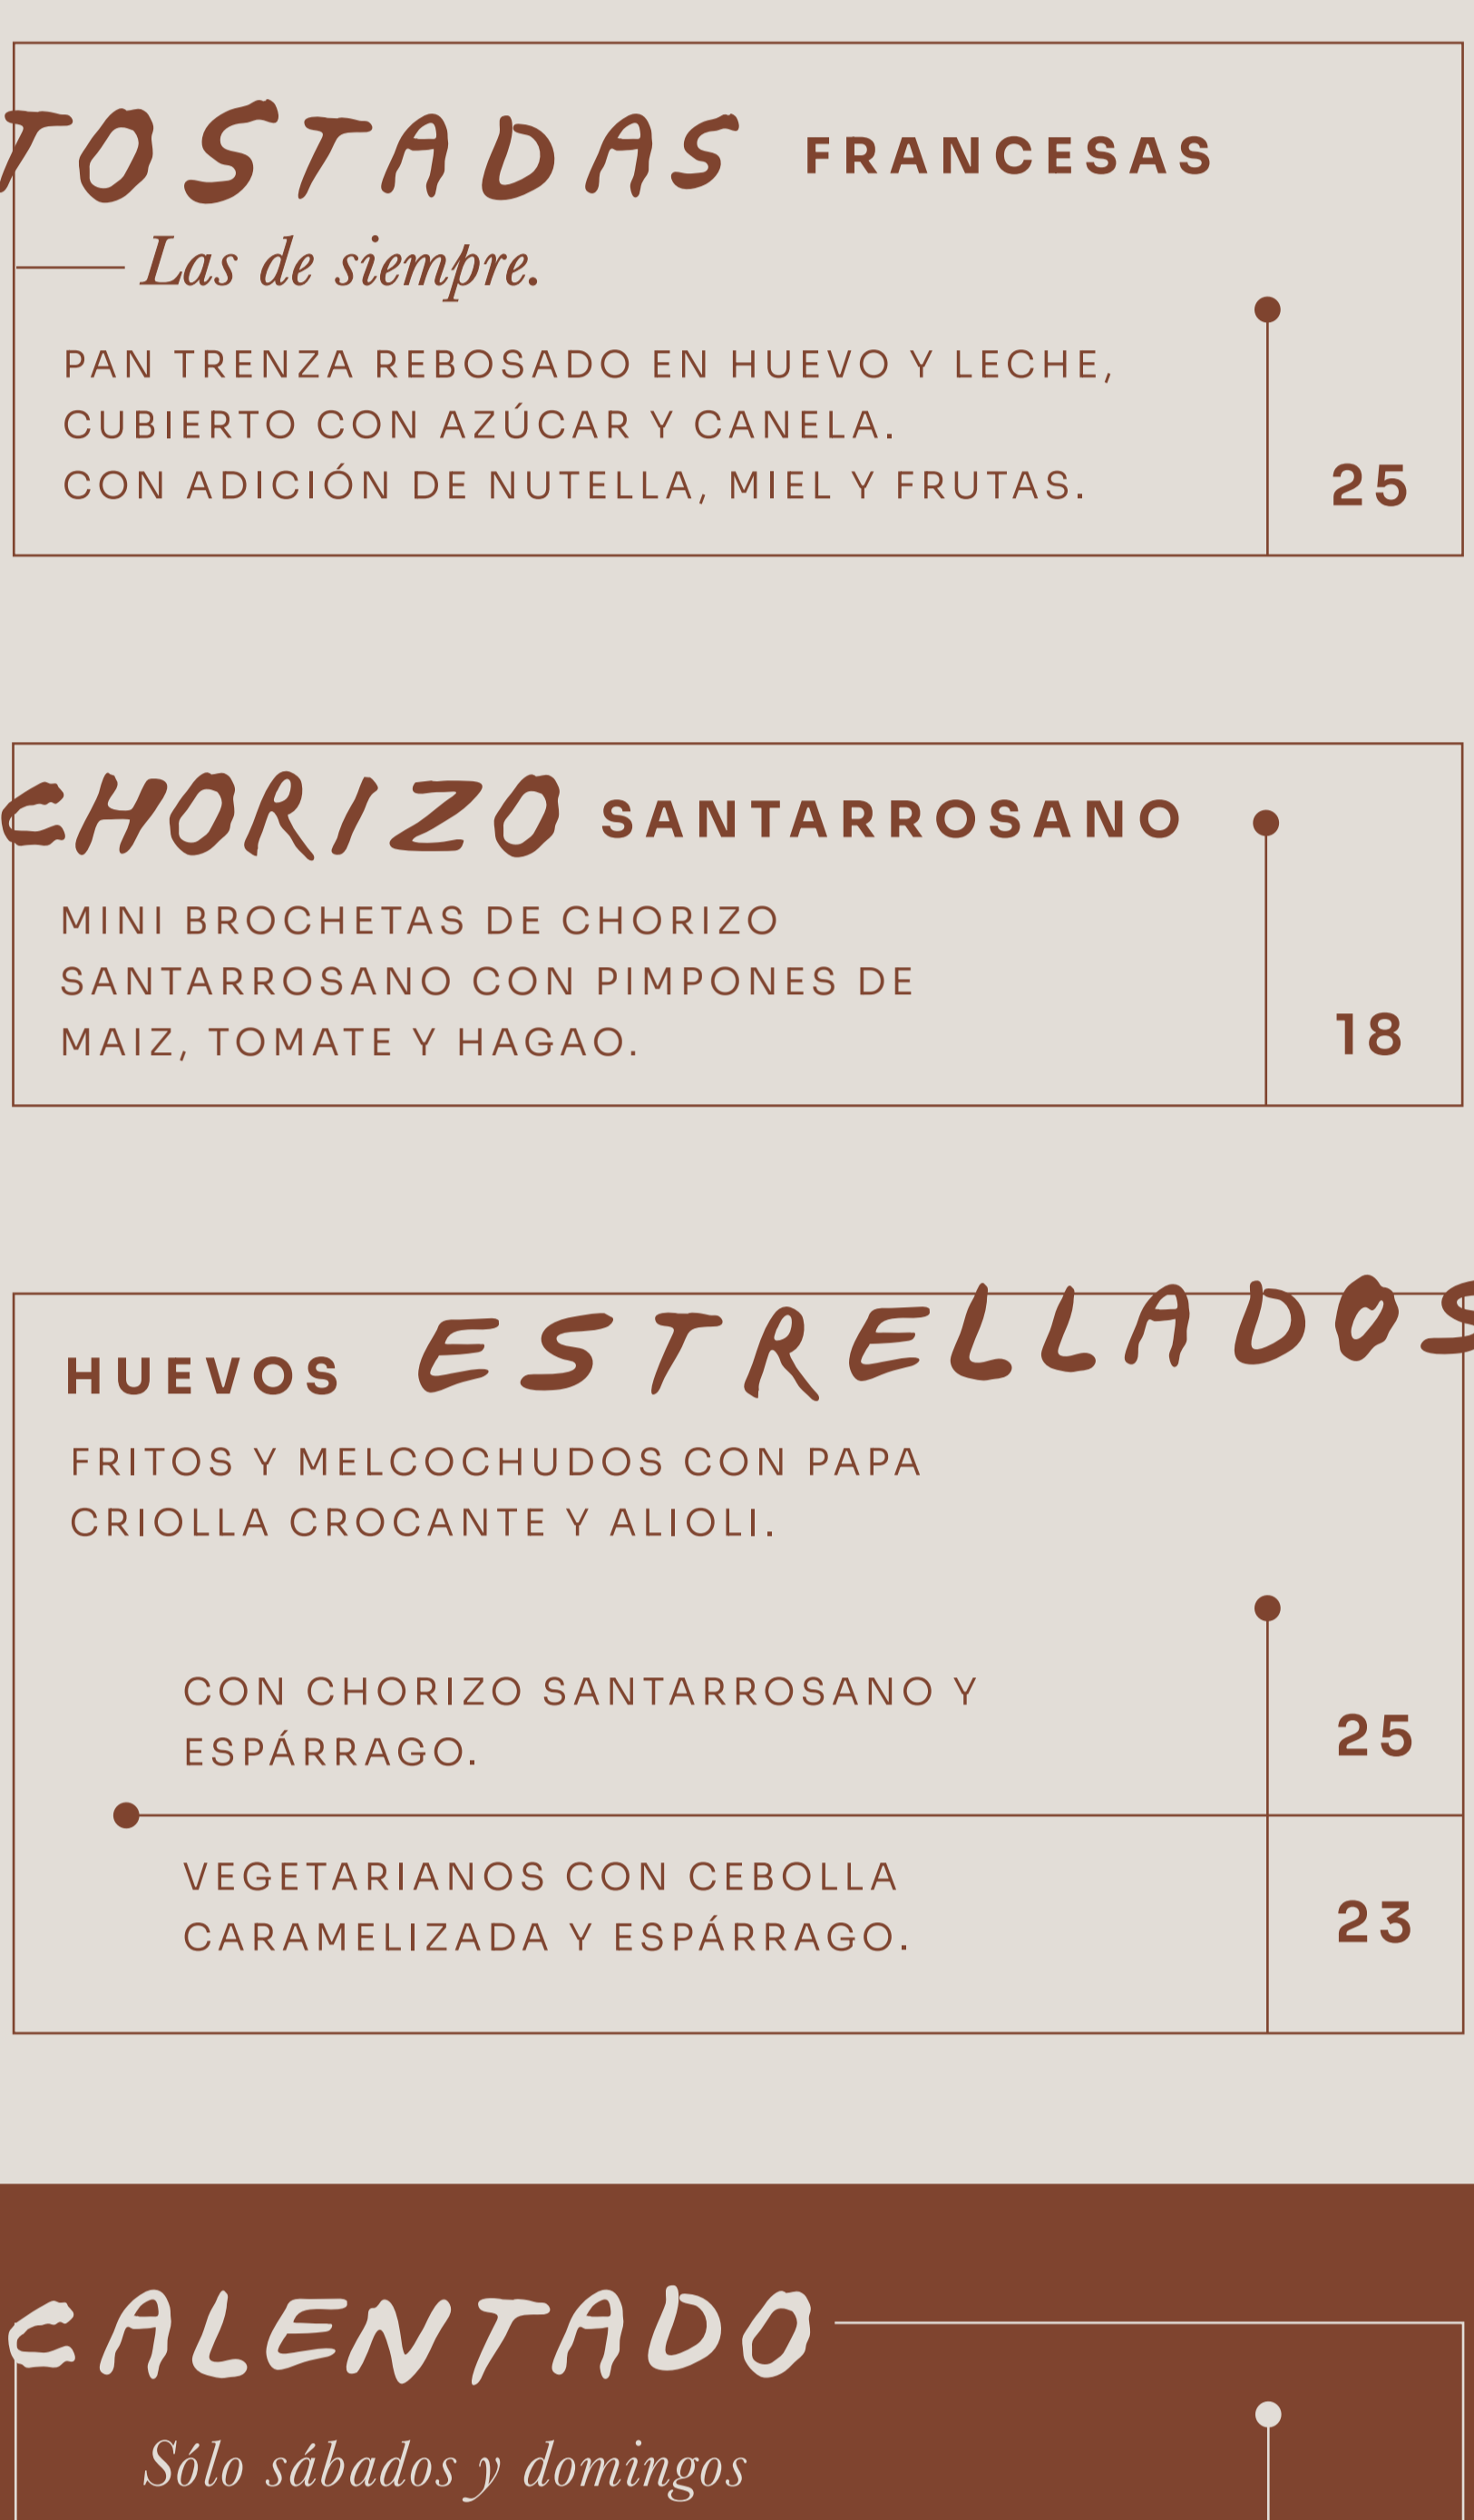 TOSTADAS FRANCESAS
Las de siempre.
PAN TRENZA REBOSADO EN HUEVO Y LECHE,
CUBIERTO CON AZÚCAR Y CANELA.
CON ADICIÓN DE NUTELLA, MIEL Y FRUTAS.
25
CHORIZO SANTARROSANO
MINI BROCHETAS DE CHORIZO
SANTARROSANO CON PIMPONES DE
MAIZ, TOMATE Y HAGAO.
18
HUEVOS ESTRELLADOS
FRITOS Y MELCOCHUDOS CON PAPA
CRIOLLA CROCANTE Y ALIOLI.
CON CHORIZO SANTARROSANO Y
ESPÁRRAGO.
25
VEGETARIANOS CON CEBOLLA
CARAMELIZADA Y ESPÁRRAGO.
23
CALENTADO
Sólo sábados y domingos